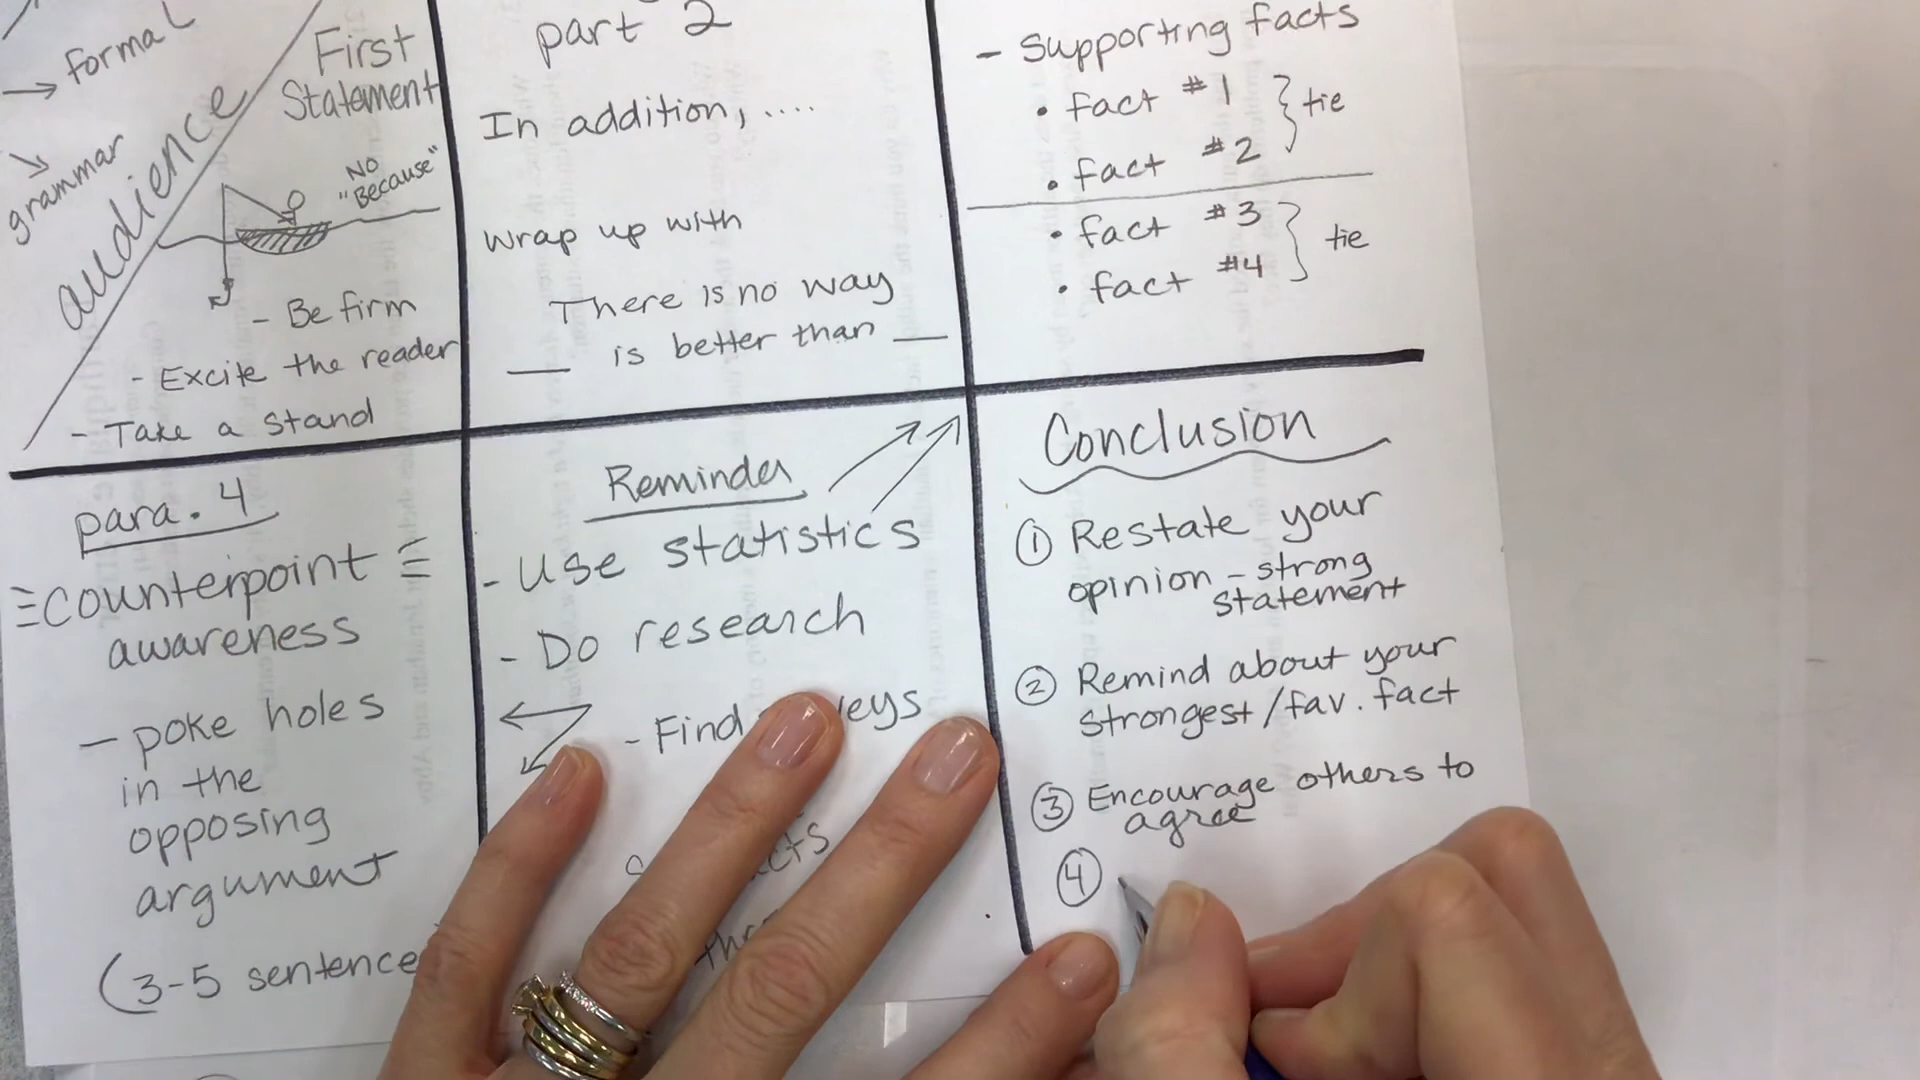 → formal
→ grammar
audience
First
Statement
NO
"Because"
- Be firm
- Excite the reader
- Take a stand
part 2
In addition, ....
wrap up with
There is no way
___ is better than ___
- Supporting facts
• fact #1
• fact #2
tie
• fact #3
• fact #4
tie
para. 4
Counterpoint
awareness
- poke holes
in the
opposing
argument
(3-5 sentence
Reminder
- Use statistics
- Do research
- Find
Conclusion
① Restate your
opinion - strong
statement
② Remind about your
strongest/fav. fact
③ Encourage others to
agree
④